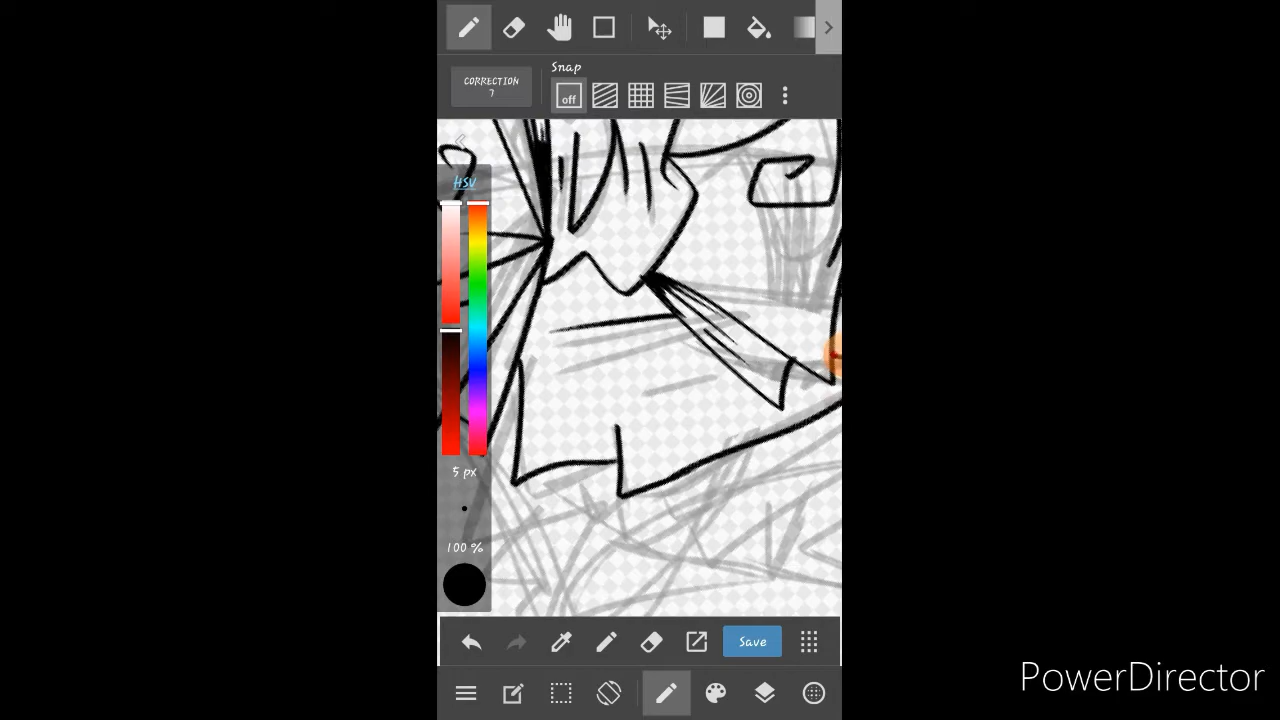 Snap
CORRECTION
7
off
HSV
5 px
100 %
Save
PowerDirector